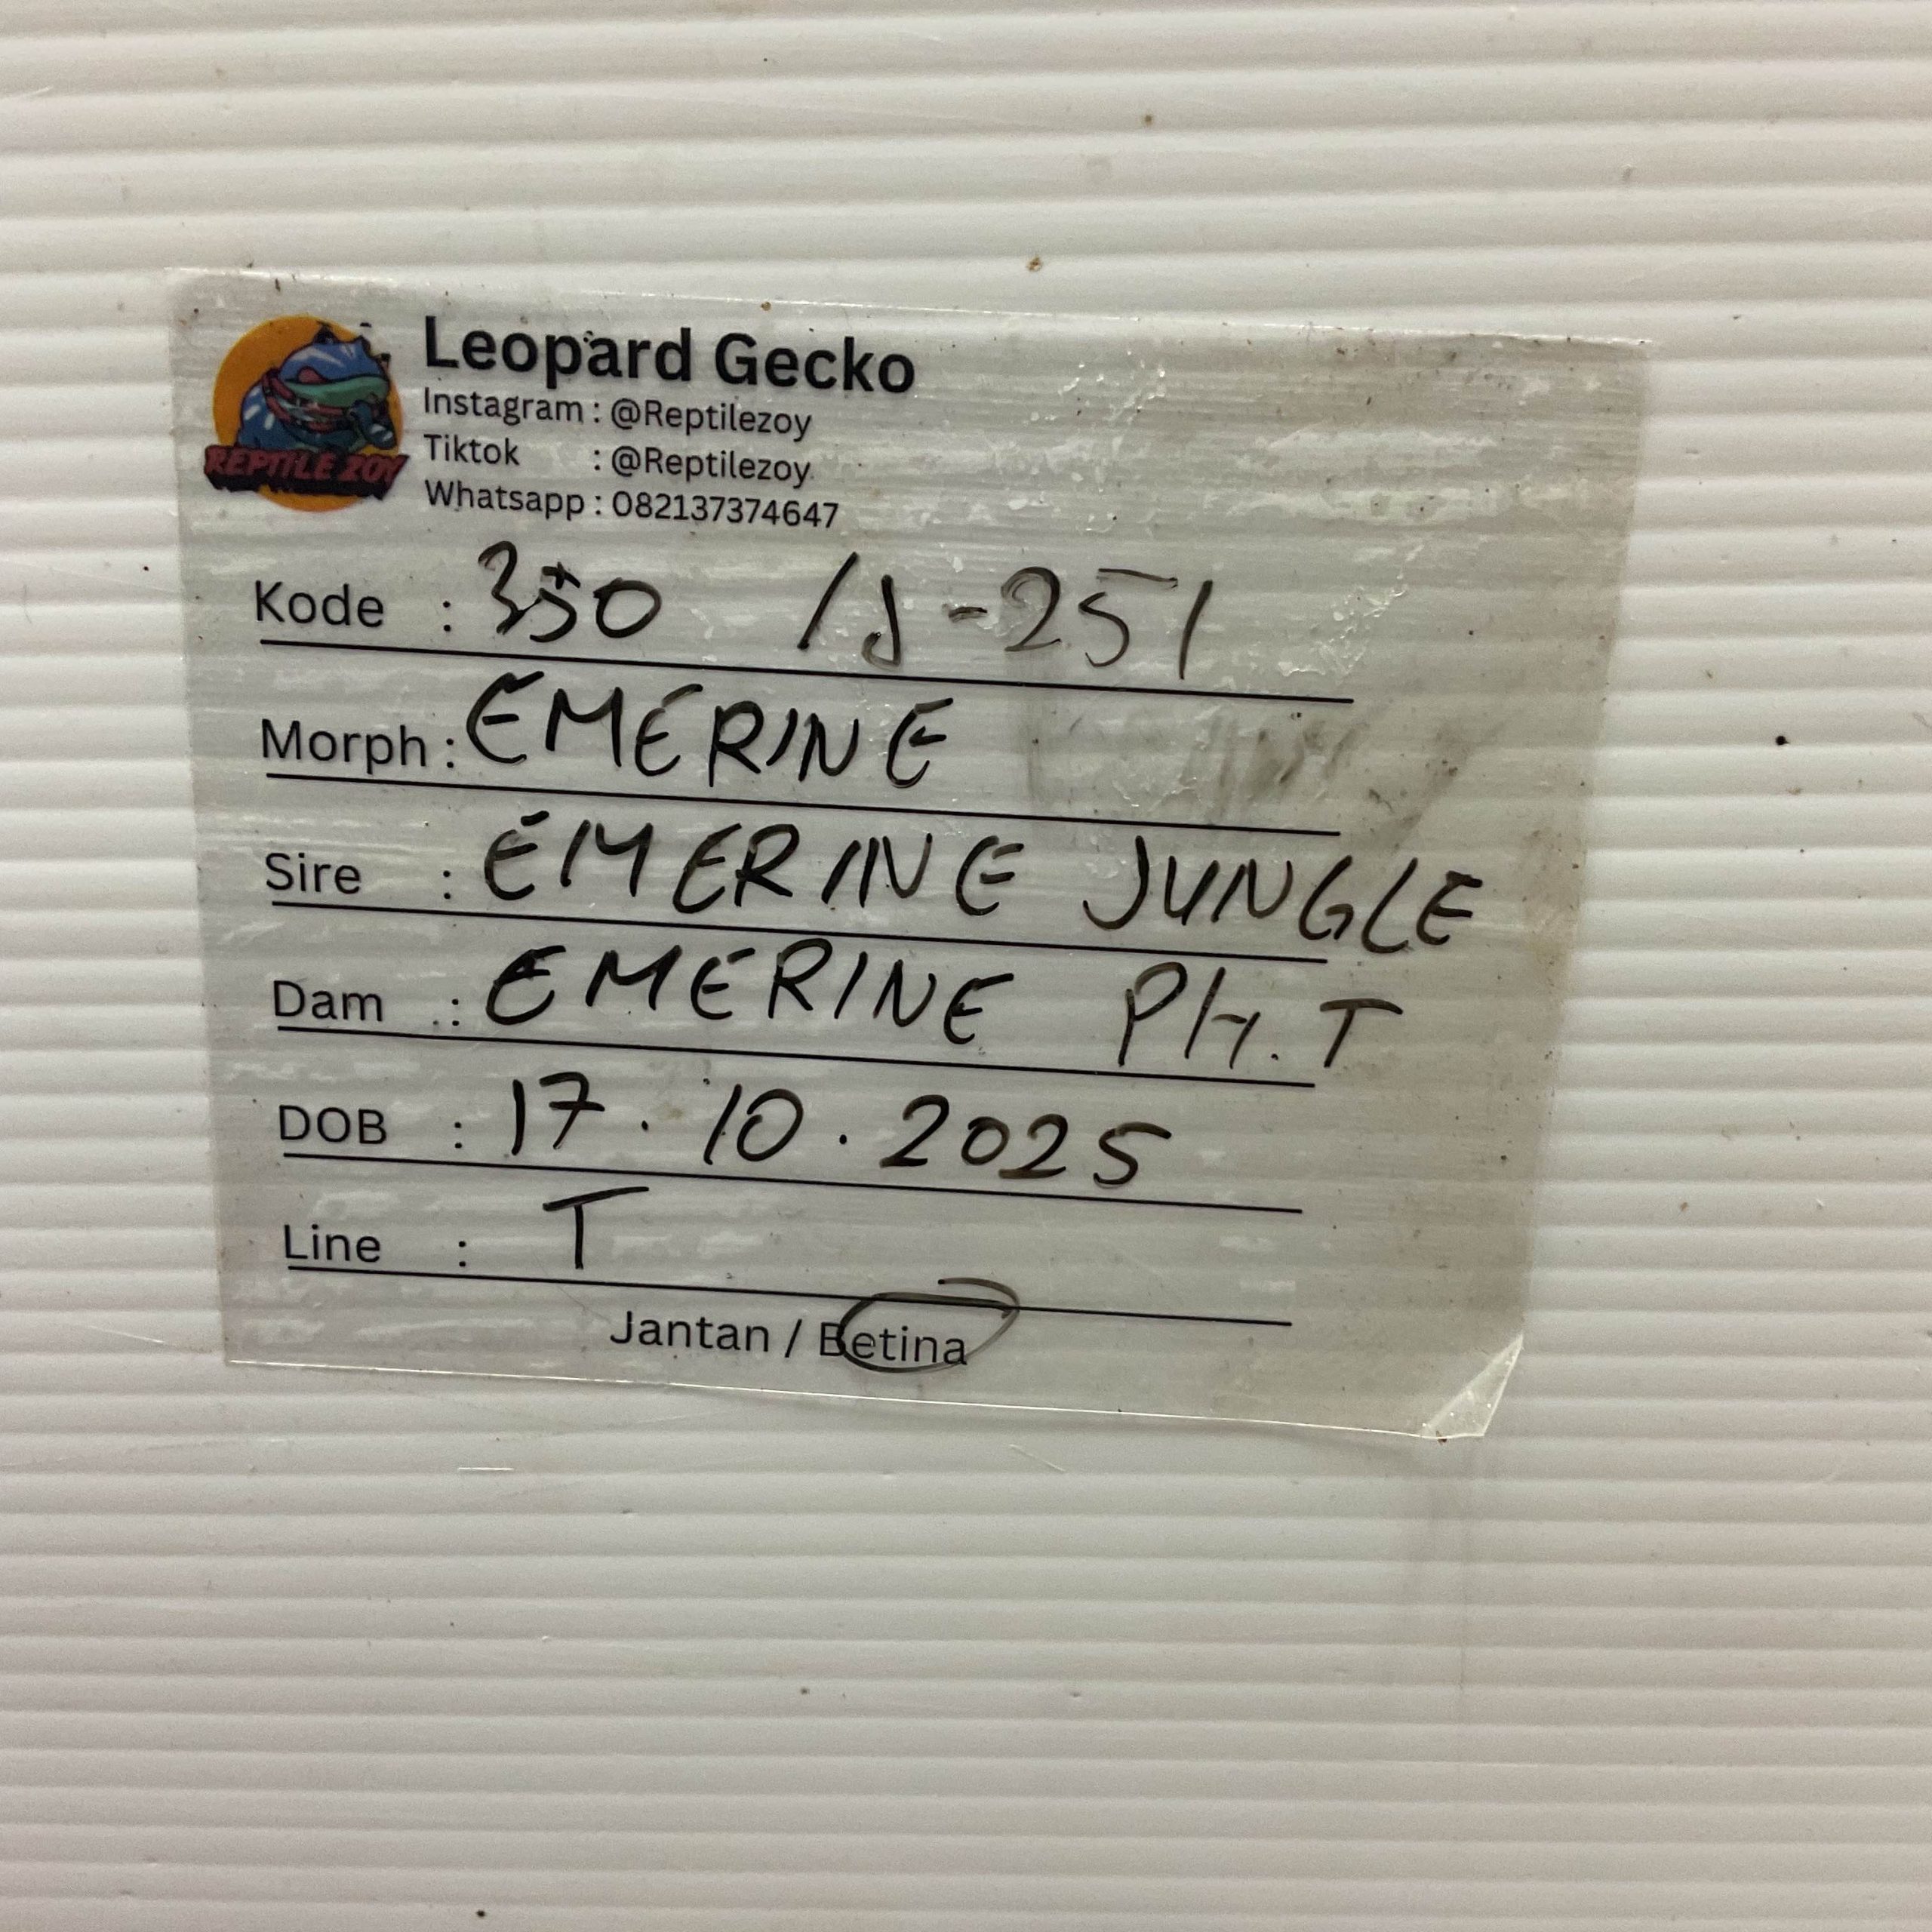 REPTILE ZOY
Leopard Gecko
Instagram : @Reptilezoy
Tiktok : @Reptilezoy
Whatsapp : 082137374647
Kode : 350 / J-251
Morph : EMERINE
Sire : EMERINE JUNGLE
Dam : EMERINE PH.T
DOB : 17.10.2025
Line : T
Jantan / Betina